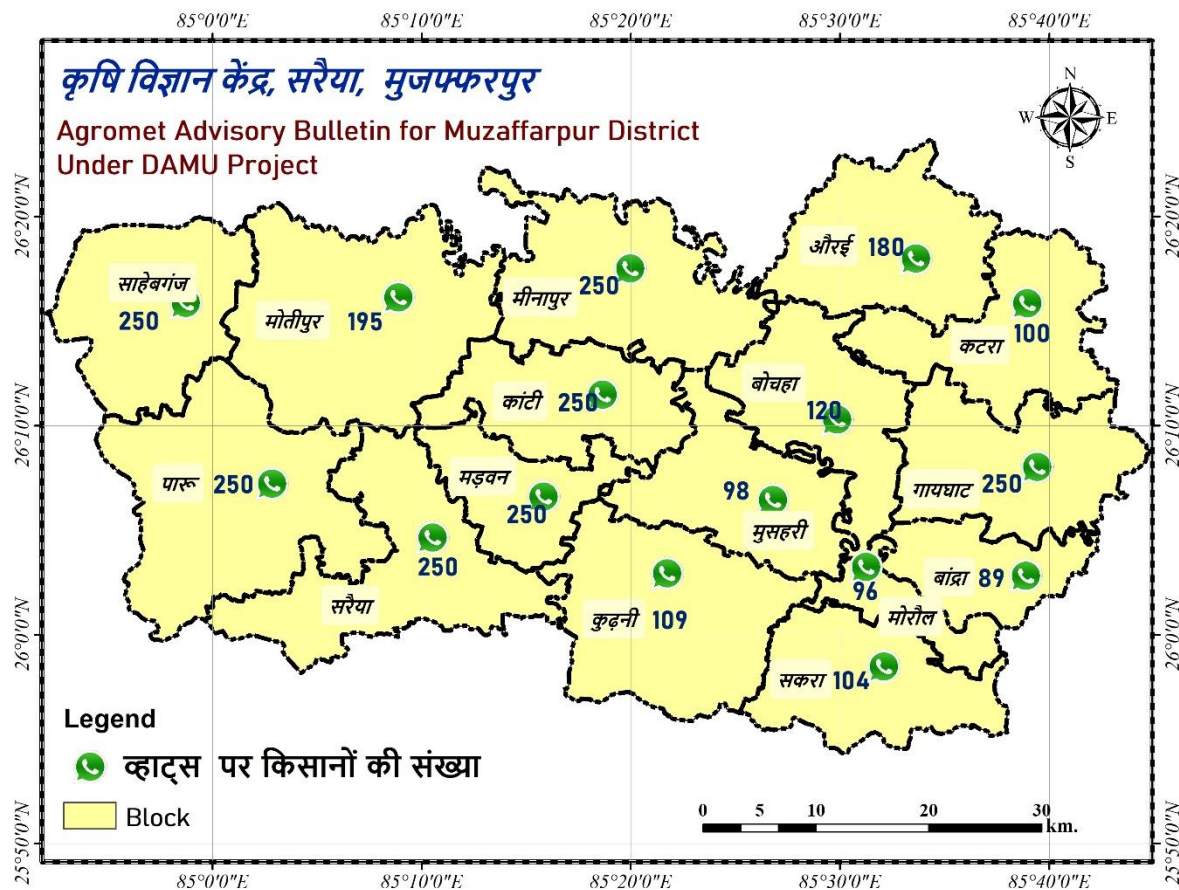 85°0'0"E 85°10'0"E 85°20'0"E 85°30'0"E 85°40'0"E
कृषि विज्ञान केंद्र, सरैया, मुजफ्फरपुर
Agromet Advisory Bulletin for Muzaffarpur District
Under DAMU Project
N
W E
S
26°20'0"N 26°20'0"N
औरई 180
साहेबगंज
250
मोतीपुर 195
मीनापुर 250
कटरा 100
बोचहा
120
कांटी 250
26°10'0"N 26°10'0"N
पारू 250
मड़वन
250
98
मुसहरी
गायघाट 250
250
सरैया
96
बांद्रा 89
मोरौल
कुढ़नी 109
26°0'0"N 26°0'0"N
सकरा 104
Legend
व्हाट्स पर किसानों की संख्या
Block
0 5 10 20 30
km.
25°50'0"N 25°50'0"N
85°0'0"E 85°10'0"E 85°20'0"E 85°30'0"E 85°40'0"E